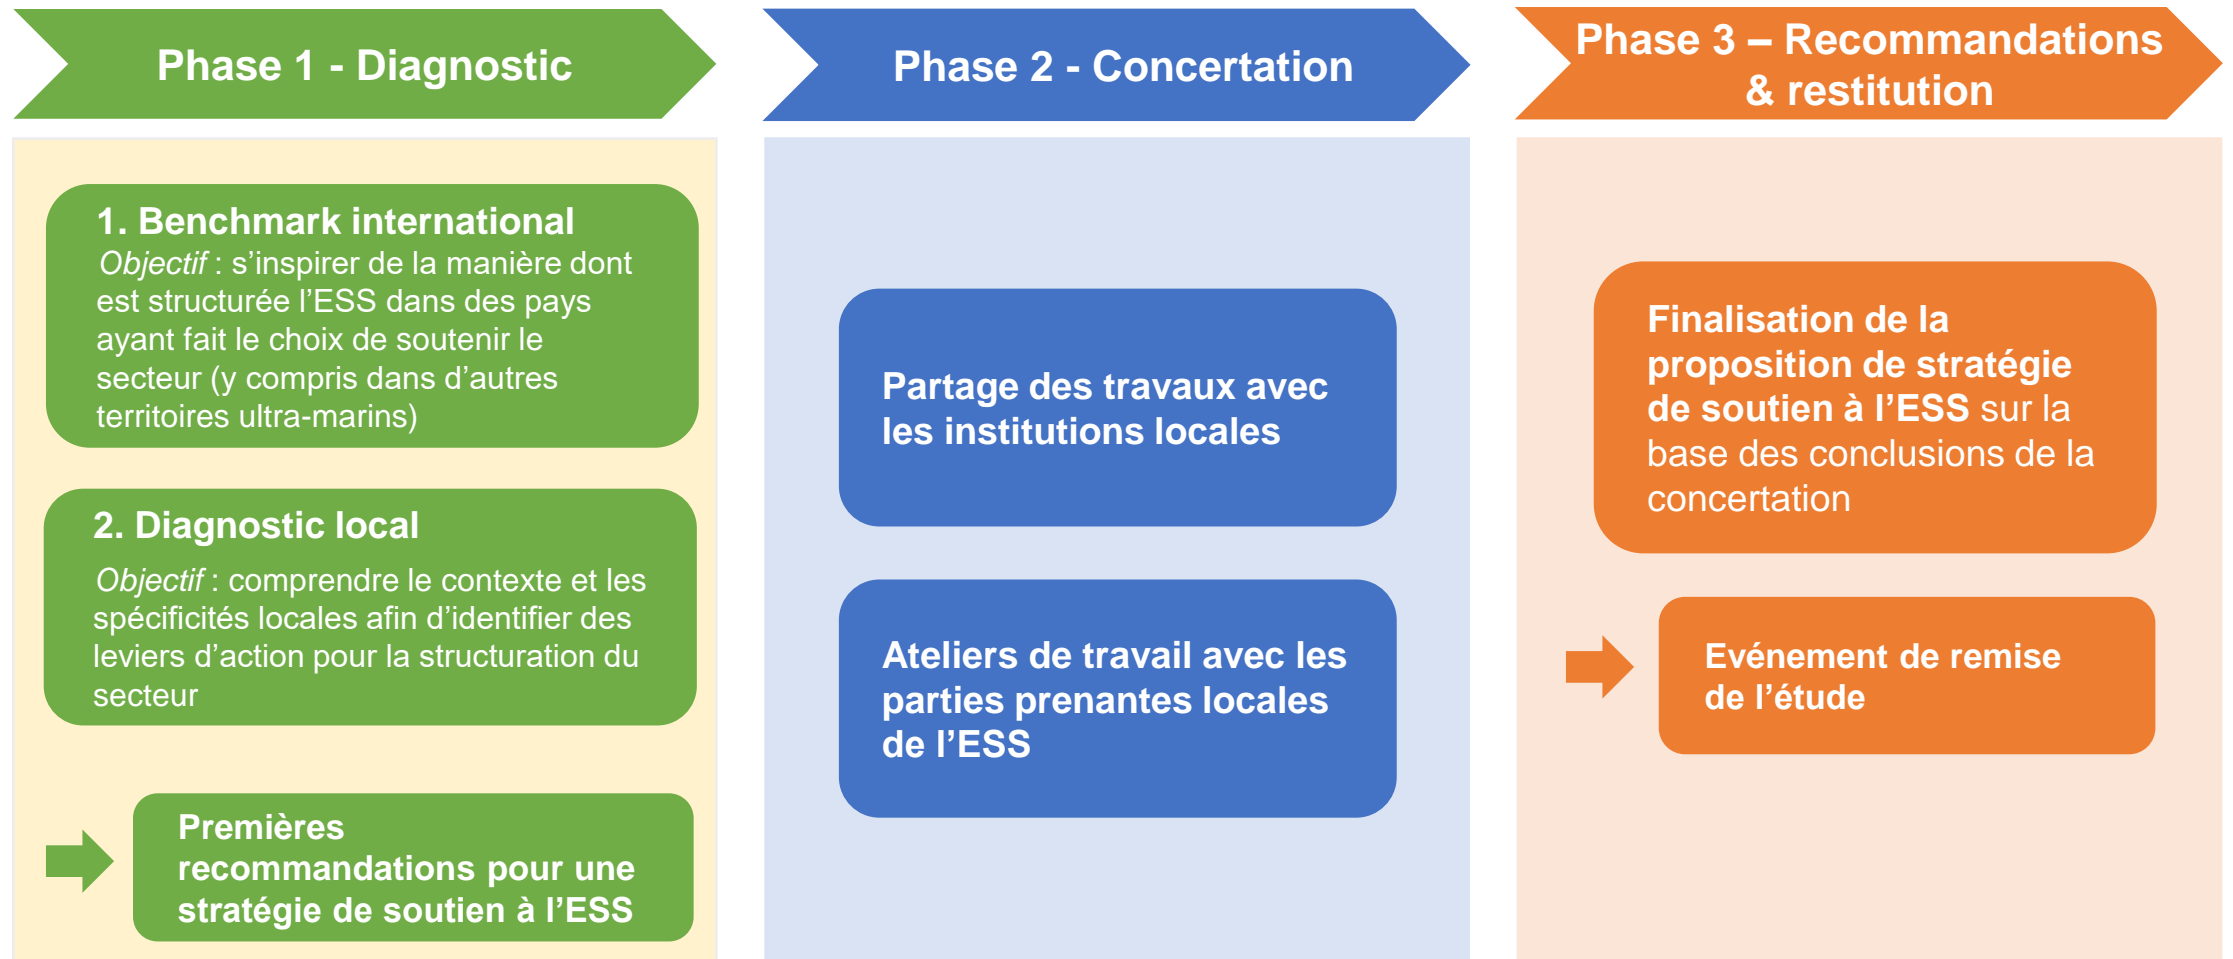 Phase 1 - Diagnostic
1. Benchmark international
Objectif : s’inspirer de la manière dont
est structurée l’ESS dans des pays
ayant fait le choix de soutenir le
secteur (y compris dans d’autres
territoires ultra-marins)
2. Diagnostic local
Objectif : comprendre le contexte et les
spécificités locales afin d’identifier des
leviers d’action pour la structuration du
secteur
Premières
recommandations pour une
stratégie de soutien à l’ESS
Phase 2 - Concertation
Partage des travaux avec
les institutions locales
Ateliers de travail avec les
parties prenantes locales
de l’ESS
Phase 3 – Recommandations
& restitution
Finalisation de la
proposition de stratégie
de soutien à l’ESS sur la
base des conclusions de la
concertation
Evénement de remise
de l’étude